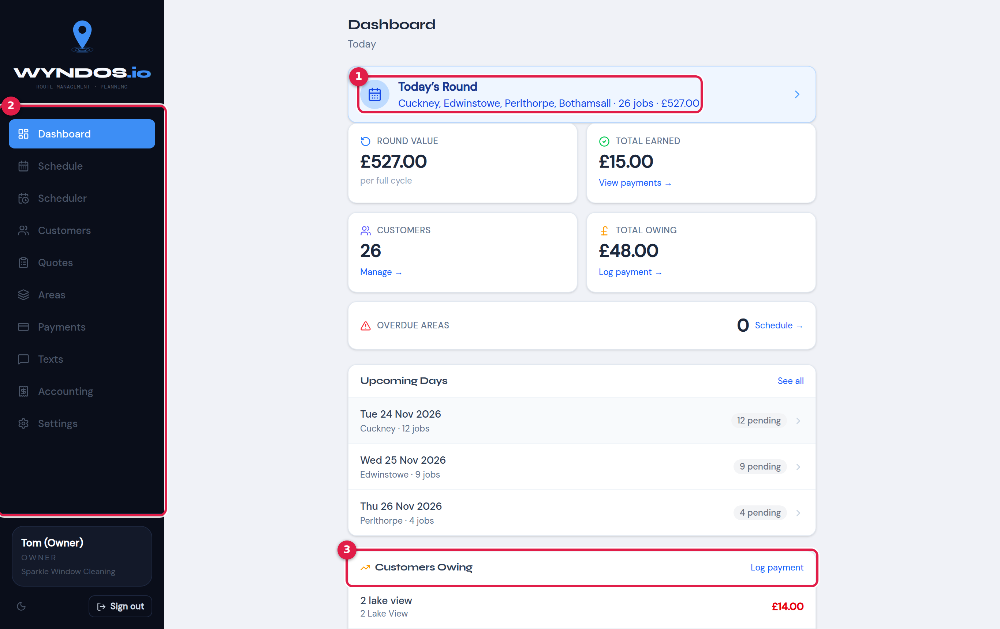 WYNDOS.io
ROUTE MANAGEMENT · PLANNING
2
Dashboard
Schedule
Scheduler
Customers
Quotes
Areas
Payments
Texts
Accounting
Settings
Tom (Owner)
OWNER
Sparkle Window Cleaning
Sign out
Dashboard
Today
1
Today's Round
Cuckney, Edwinstowe, Perlthorpe, Bothamsall · 26 jobs · £527.00
ROUND VALUE
£527.00
per full cycle
TOTAL EARNED
£15.00
View payments →
CUSTOMERS
26
Manage →
TOTAL OWING
£48.00
Log payment →
OVERDUE AREAS
0 Schedule →
Upcoming Days
See all
Tue 24 Nov 2026
Cuckney · 12 jobs
12 pending
Wed 25 Nov 2026
Edwinstowe · 9 jobs
9 pending
Thu 26 Nov 2026
Perlthorpe · 4 jobs
4 pending
3
Customers Owing
Log payment
2 lake view
2 Lake View
£14.00